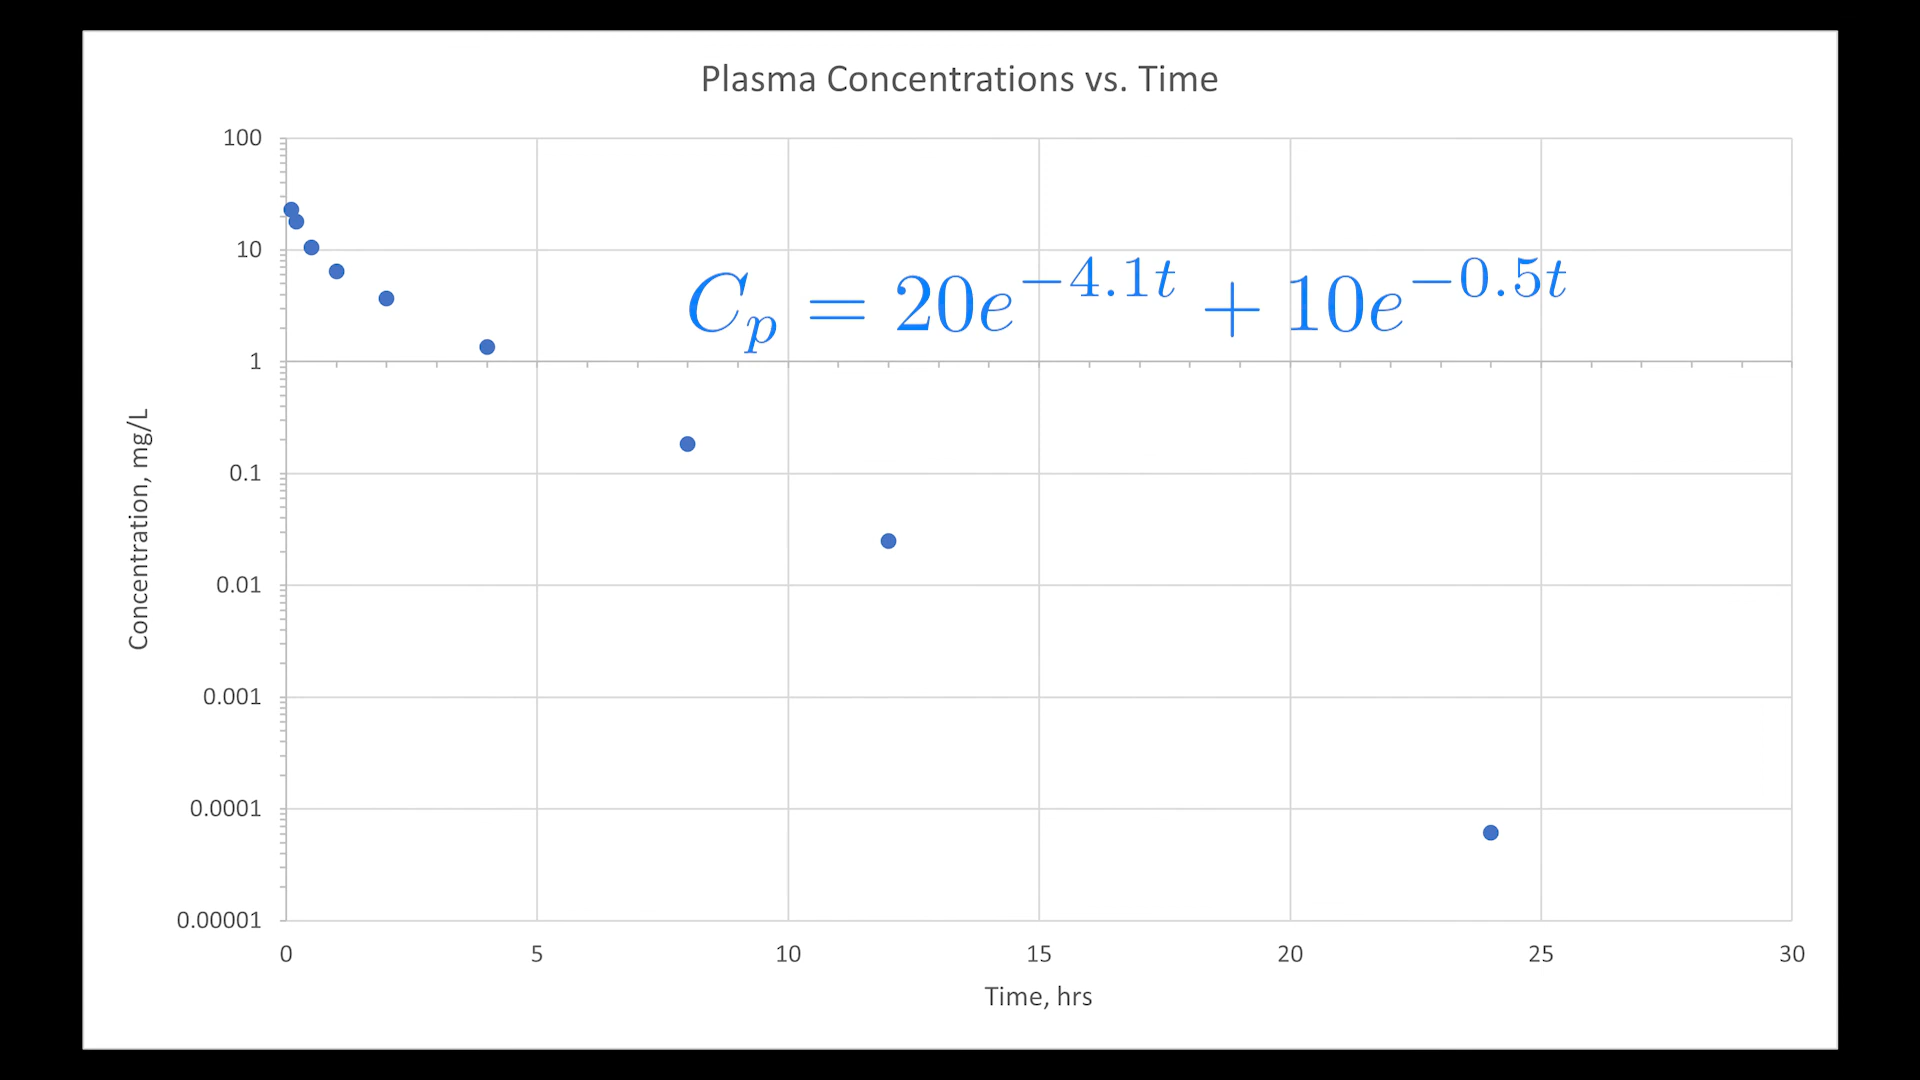 Plasma Concentrations vs. Time
100
10
1
0.1
0.01
0.001
0.0001
0.00001
Concentration, mg/L
C_p = 20e^{-4.1t} + 10e^{-0.5t}
0 5 10 15 20 25 30
Time, hrs